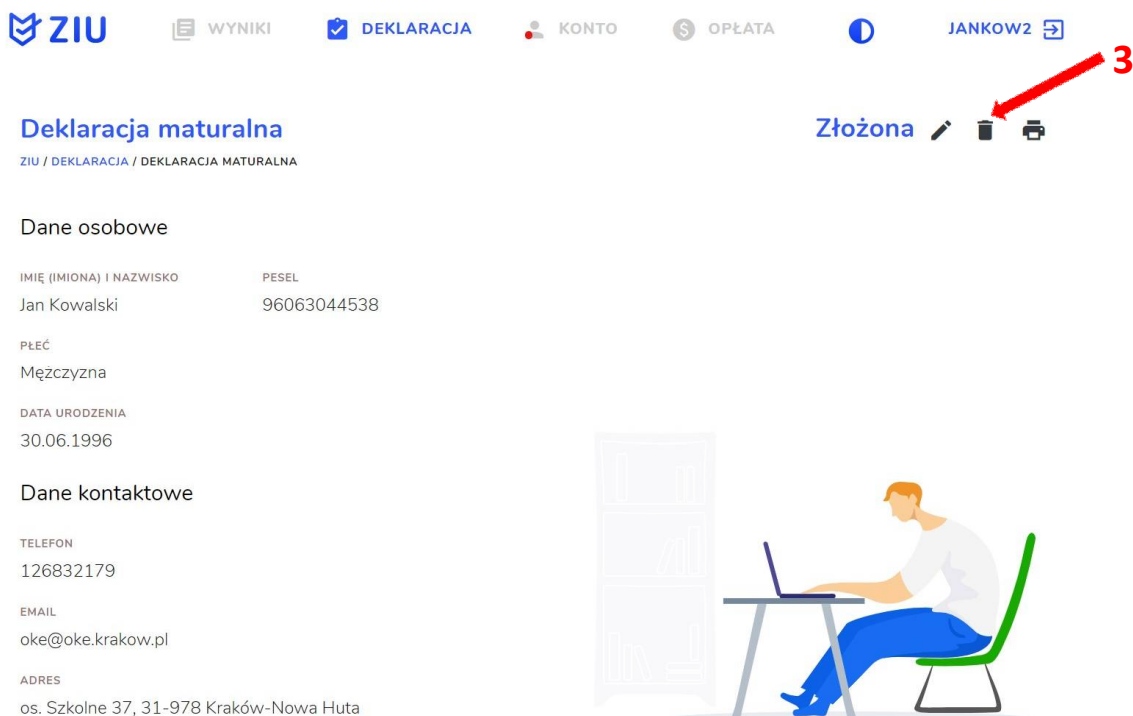 ZIU WYNIKI DEKLARACJA KONTO OPŁATA JANKOW2
3
Deklaracja maturalna Złożona
ZIU / DEKLARACJA / DEKLARACJA MATURALNA
Dane osobowe
IMIĘ (IMIONA) I NAZWISKO PESEL
Jan Kowalski 96063044538
PŁEĆ
Mężczyzna
DATA URODZENIA
30.06.1996
Dane kontaktowe
TELEFON
126832179
EMAIL
oke@oke.krakow.pl
ADRES
os. Szkolne 37, 31-978 Kraków-Nowa Huta